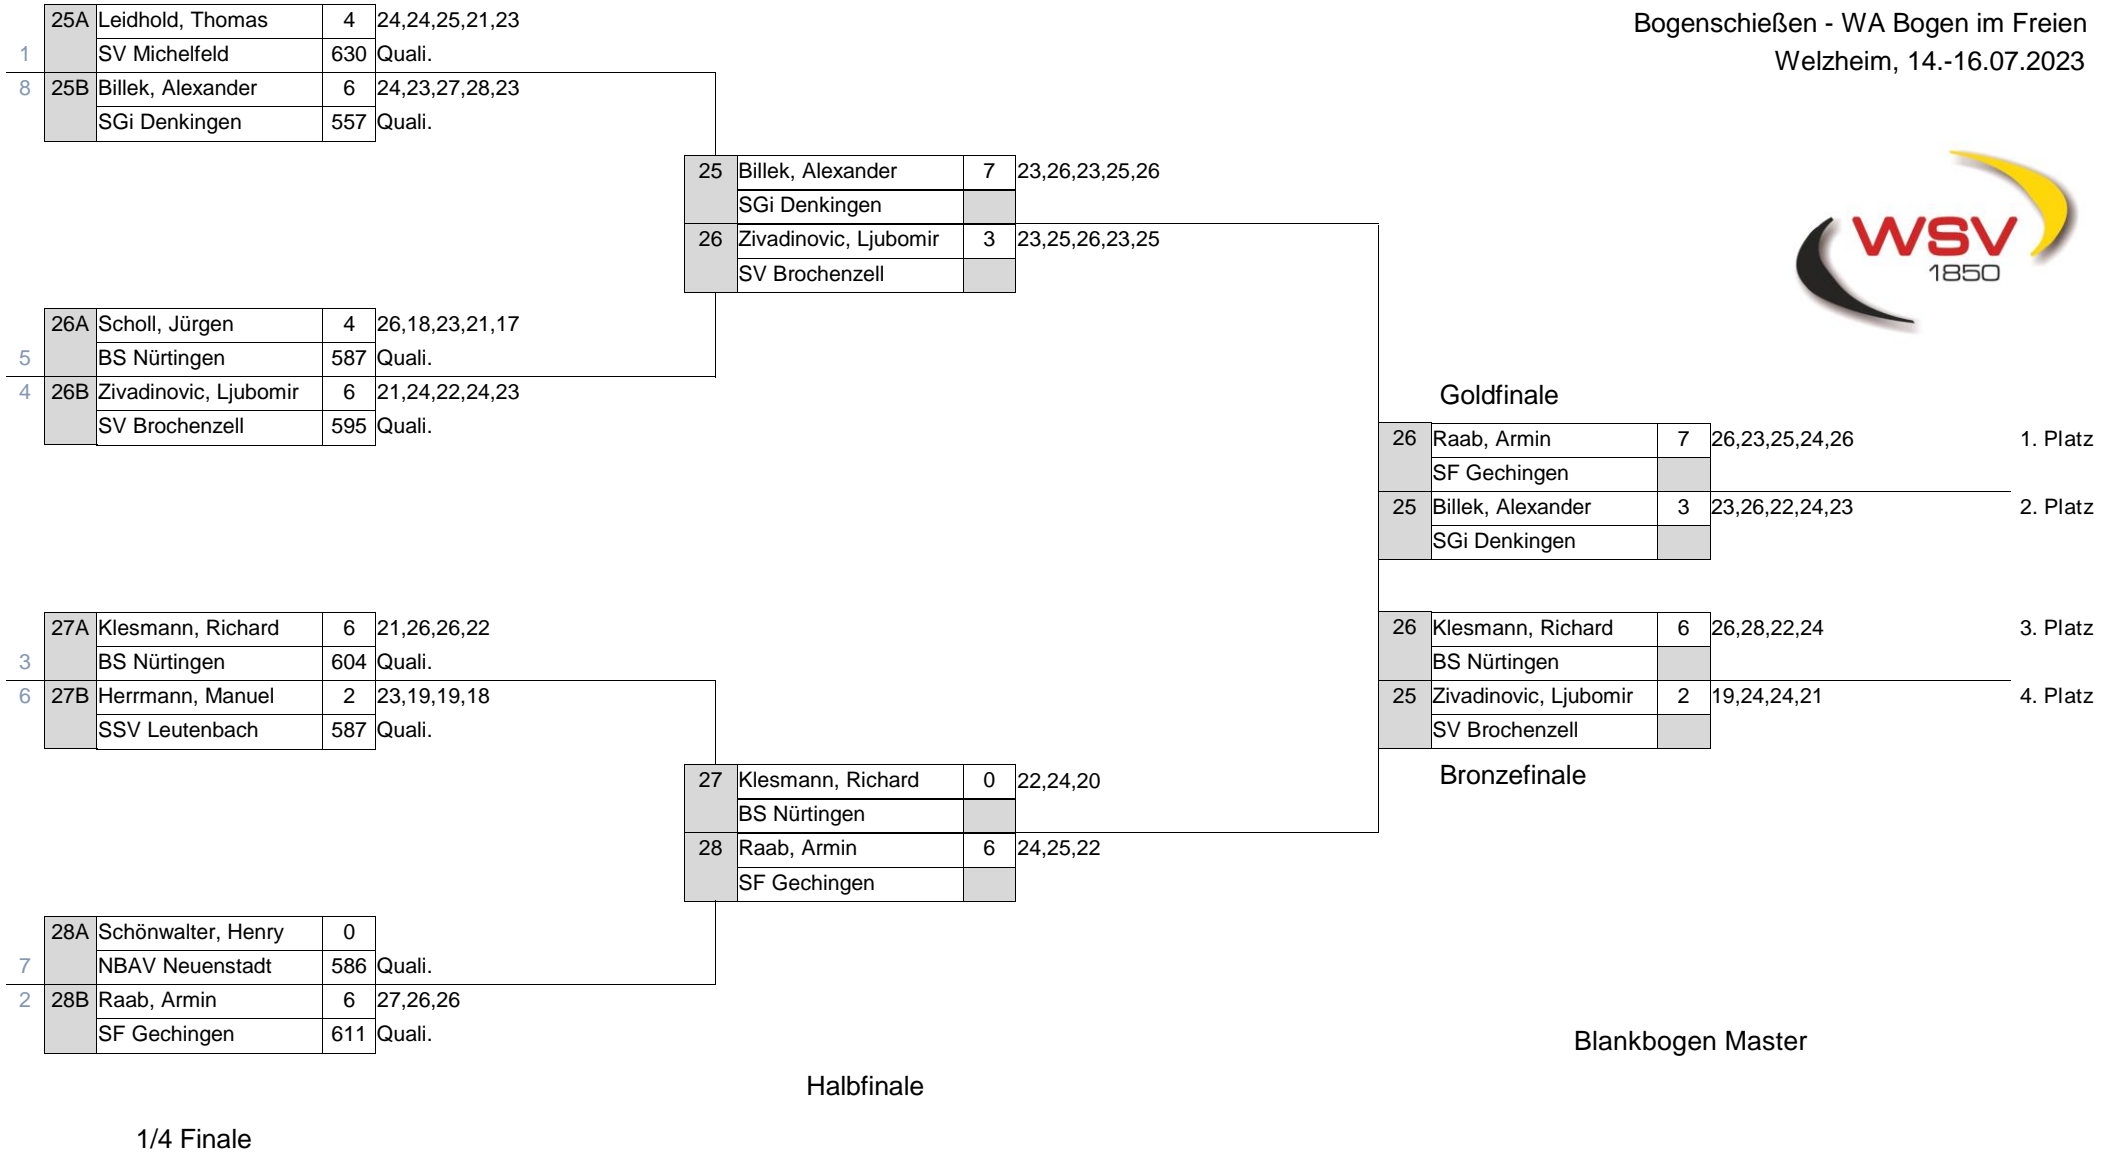 Bogenschießen - WA Bogen im Freien
Welzheim, 14.-16.07.2023
WSV
1850
25A Leidhold, Thomas 4 24,24,25,21,23
1 SV Michelfeld 630 Quali.
8 25B Billek, Alexander 6 24,23,27,28,23
SGi Denkingen 557 Quali.
26A Scholl, Jürgen 4 26,18,23,21,17
5 BS Nürtingen 587 Quali.
4 26B Zivadinovic, Ljubomir 6 21,24,22,24,23
SV Brochenzell 595 Quali.
27A Klesmann, Richard 6 21,26,26,22
3 BS Nürtingen 604 Quali.
6 27B Herrmann, Manuel 2 23,19,19,18
SSV Leutenbach 587 Quali.
28A Schönwalter, Henry 0
7 NBAV Neuenstadt 586 Quali.
2 28B Raab, Armin 6 27,26,26
SF Gechingen 611 Quali.
1/4 Finale
25 Billek, Alexander 7 23,26,23,25,26
SGi Denkingen
26 Zivadinovic, Ljubomir 3 23,25,26,23,25
SV Brochenzell
27 Klesmann, Richard 0 22,24,20
BS Nürtingen
28 Raab, Armin 6 24,25,22
SF Gechingen
Halbfinale
Goldfinale
26 Raab, Armin 7 26,23,25,24,26 1. Platz
SF Gechingen
25 Billek, Alexander 3 23,26,22,24,23 2. Platz
SGi Denkingen
26 Klesmann, Richard 6 26,28,22,24 3. Platz
BS Nürtingen
25 Zivadinovic, Ljubomir 2 19,24,24,21 4. Platz
SV Brochenzell
Bronzefinale
Blankbogen Master